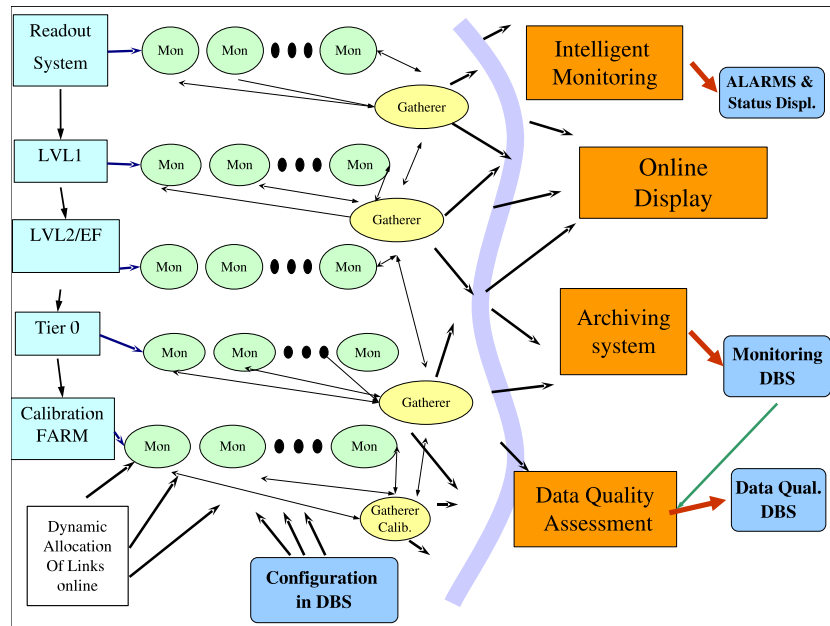 Readout
System
Mon
Mon
Mon
Gatherer
Intelligent
Monitoring
ALARMS &
Status Displ.
LVL1
Mon
Mon
Mon
Gatherer
Online
Display
LVL2/EF
Mon
Mon
Mon
Tier 0
Mon
Mon
Mon
Gatherer
Archiving
system
Monitoring
DBS
Calibration
FARM
Mon
Mon
Mon
Gatherer
Calib.
Data Quality
Assessment
Data Qual.
DBS
Dynamic
Allocation
Of Links
online
Configuration
in DBS